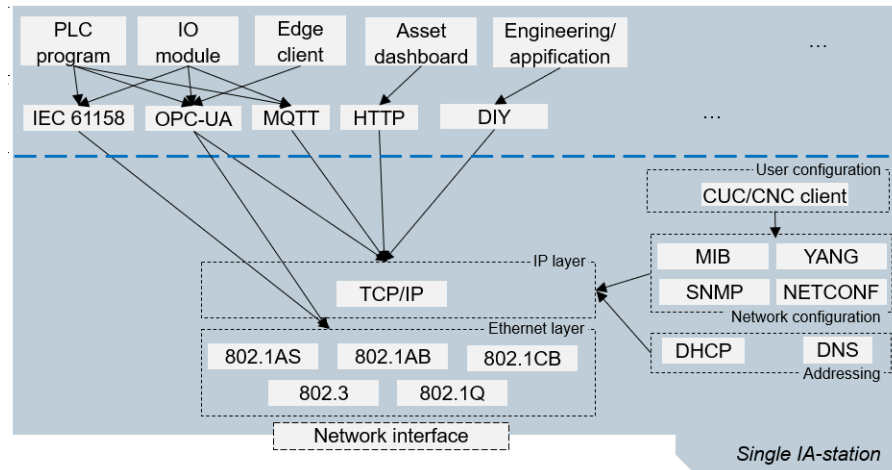 PLC
program
IO
module
Edge
client
Asset
dashboard
Engineering/
appification
...
IEC 61158
OPC-UA
MQTT
HTTP
DIY
...
User configuration
CUC/CNC client
IP layer
TCP/IP
MIB
YANG
SNMP
NETCONF
Network configuration
Ethernet layer
802.1AS
802.1AB
802.1CB
802.3
802.1Q
DHCP
DNS
Addressing
Network interface
Single IA-station